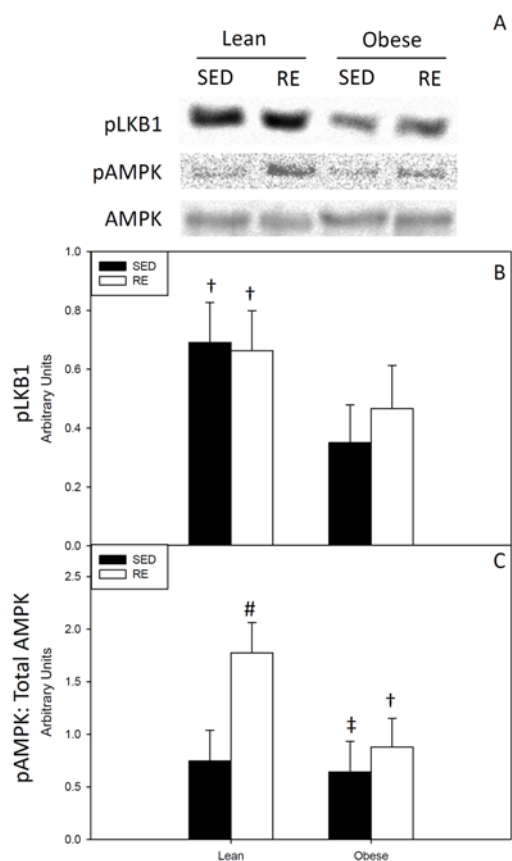 A
Lean Obese
SED RE SED RE
pLKB1
pAMPK
AMPK
B
SED
RE
† †
pLKB1
Arbitrary Units
1.0
0.8
0.6
0.4
0.2
0.0
C
SED
RE
#
‡ †
pAMPK: Total AMPK
Arbitrary Units
2.5
2.0
1.5
1.0
0.5
0.0
Lean Obese